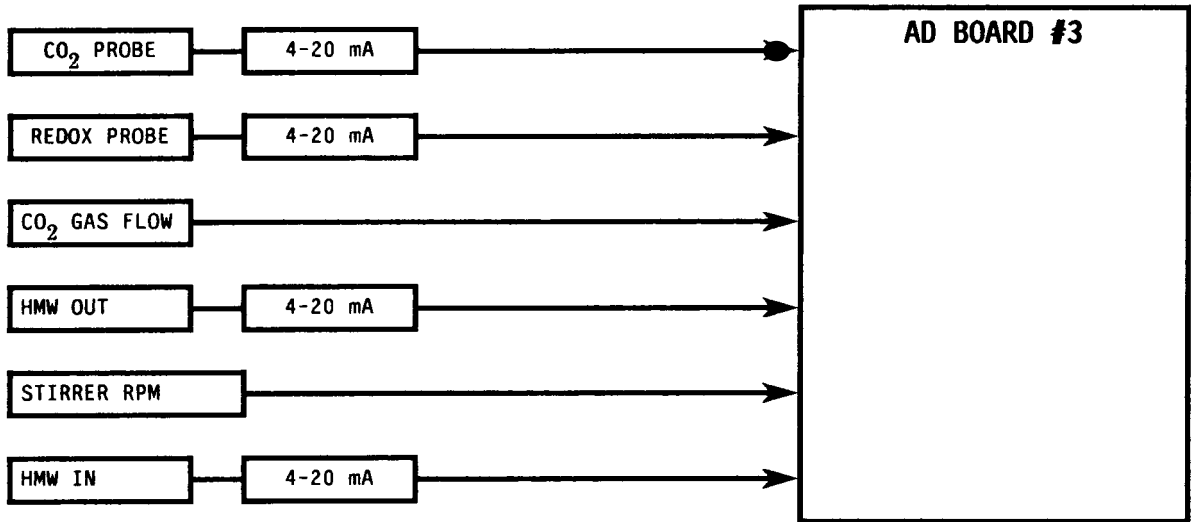 CO₂ PROBE 4-20 mA AD BOARD #3
REDOX PROBE 4-20 mA
CO₂ GAS FLOW
HMW OUT 4-20 mA
STIRRER RPM
HMW IN 4-20 mA